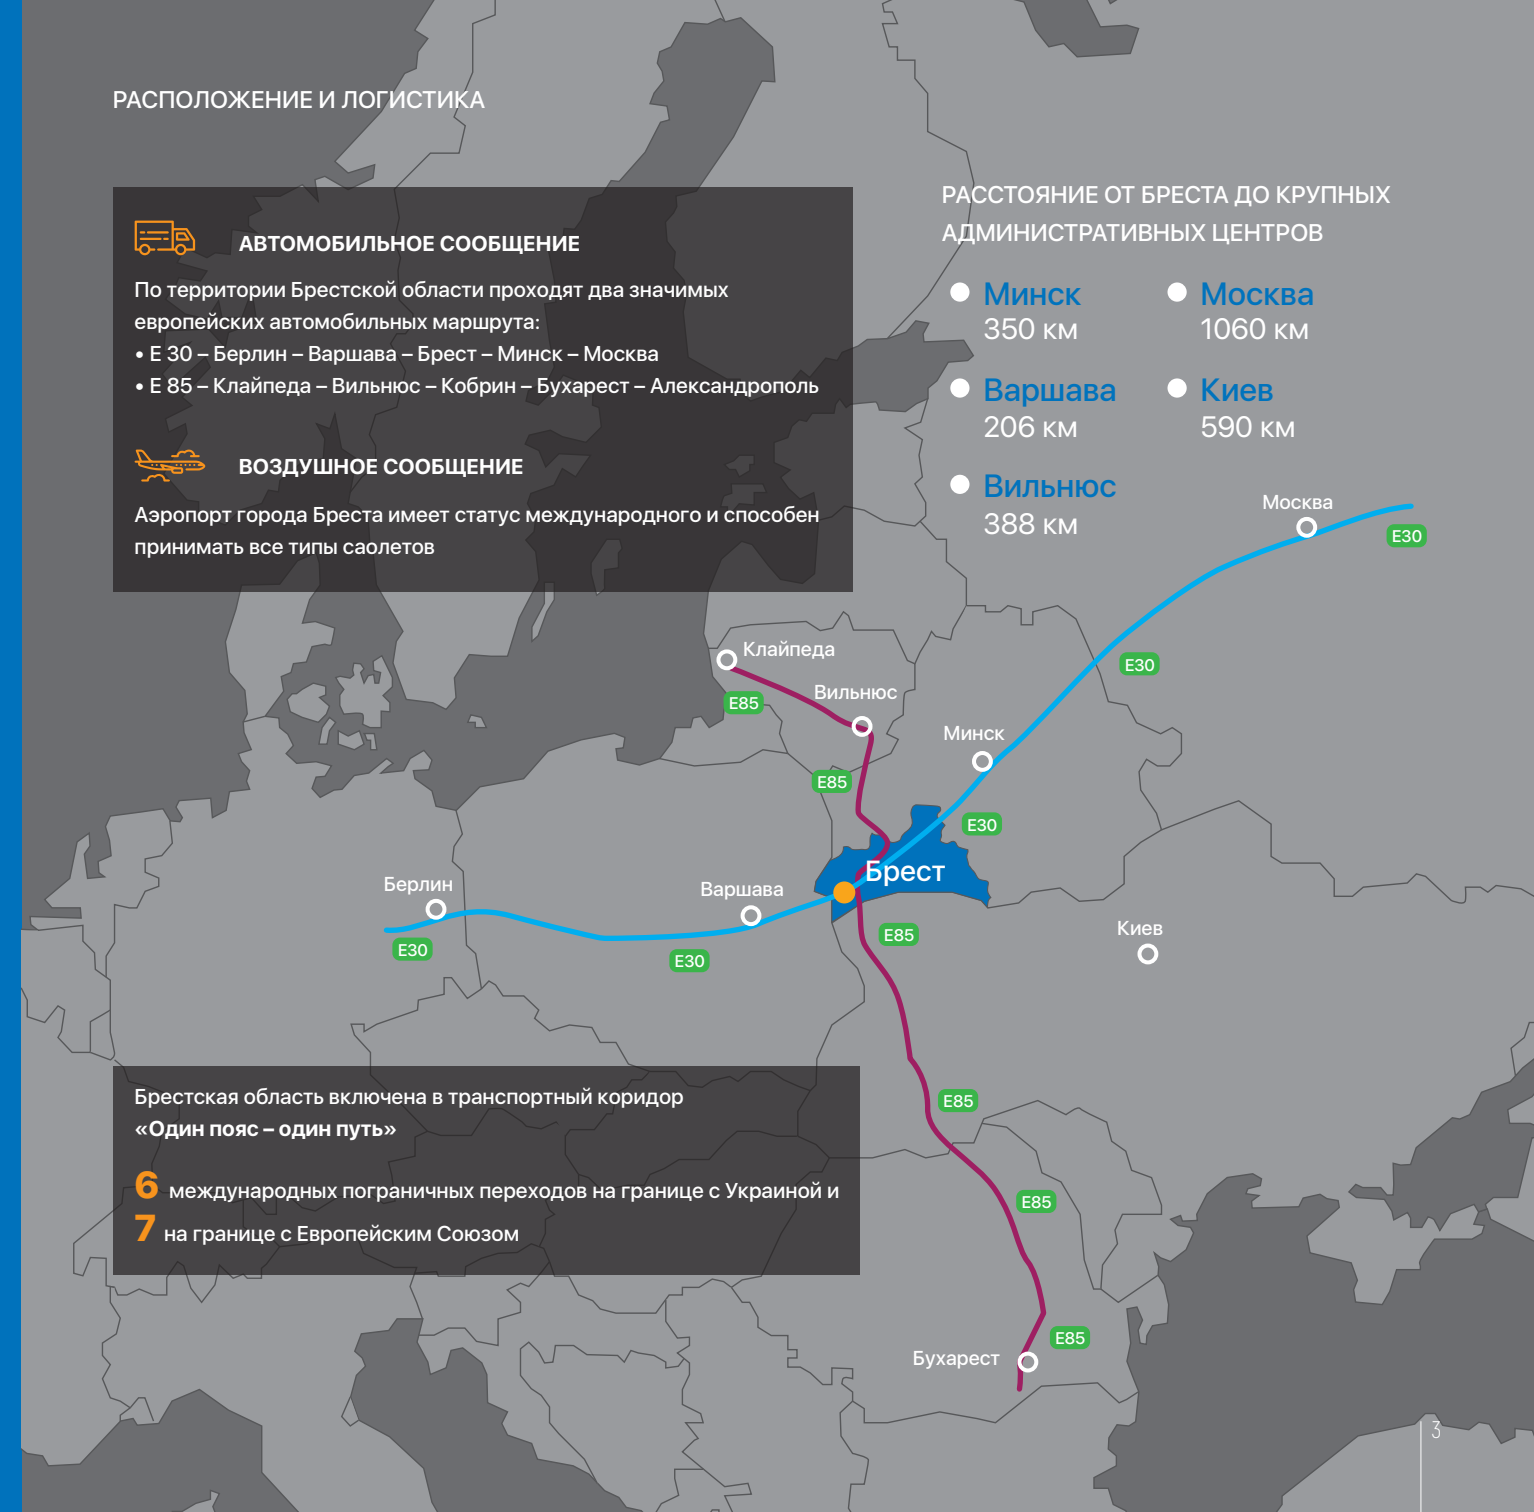 РАСПОЛОЖЕНИЕ И ЛОГИСТИКА
АВТОМОБИЛЬНОЕ СООБЩЕНИЕ
По территории Брестской области проходят два значимых
европейских автомобильных маршрута:
• Е 30 – Берлин – Варшава – Брест – Минск – Москва
• Е 85 – Клайпеда – Вильнюс – Кобрин – Бухарест – Александрополь
ВОЗДУШНОЕ СООБЩЕНИЕ
Аэропорт города Бреста имеет статус международного и способен
принимать все типы саолетов
РАССТОЯНИЕ ОТ БРЕСТА ДО КРУПНЫХ
АДМИНИСТРАТИВНЫХ ЦЕНТРОВ
Минск
350 км
Москва
1060 км
Варшава
206 км
Киев
590 км
Вильнюс
388 км
Москва
E30
E30
Клайпеда
E85
Вильнюс
Минск
E85
E30
Брест
Берлин
Варшава
E30
E30
E85
Киев
E85
E85
E85
Бухарест
Брестская область включена в транспортный коридор
«Один пояс – один путь»
6 международных пограничных переходов на границе с Украиной и
7 на границе с Европейским Союзом
3